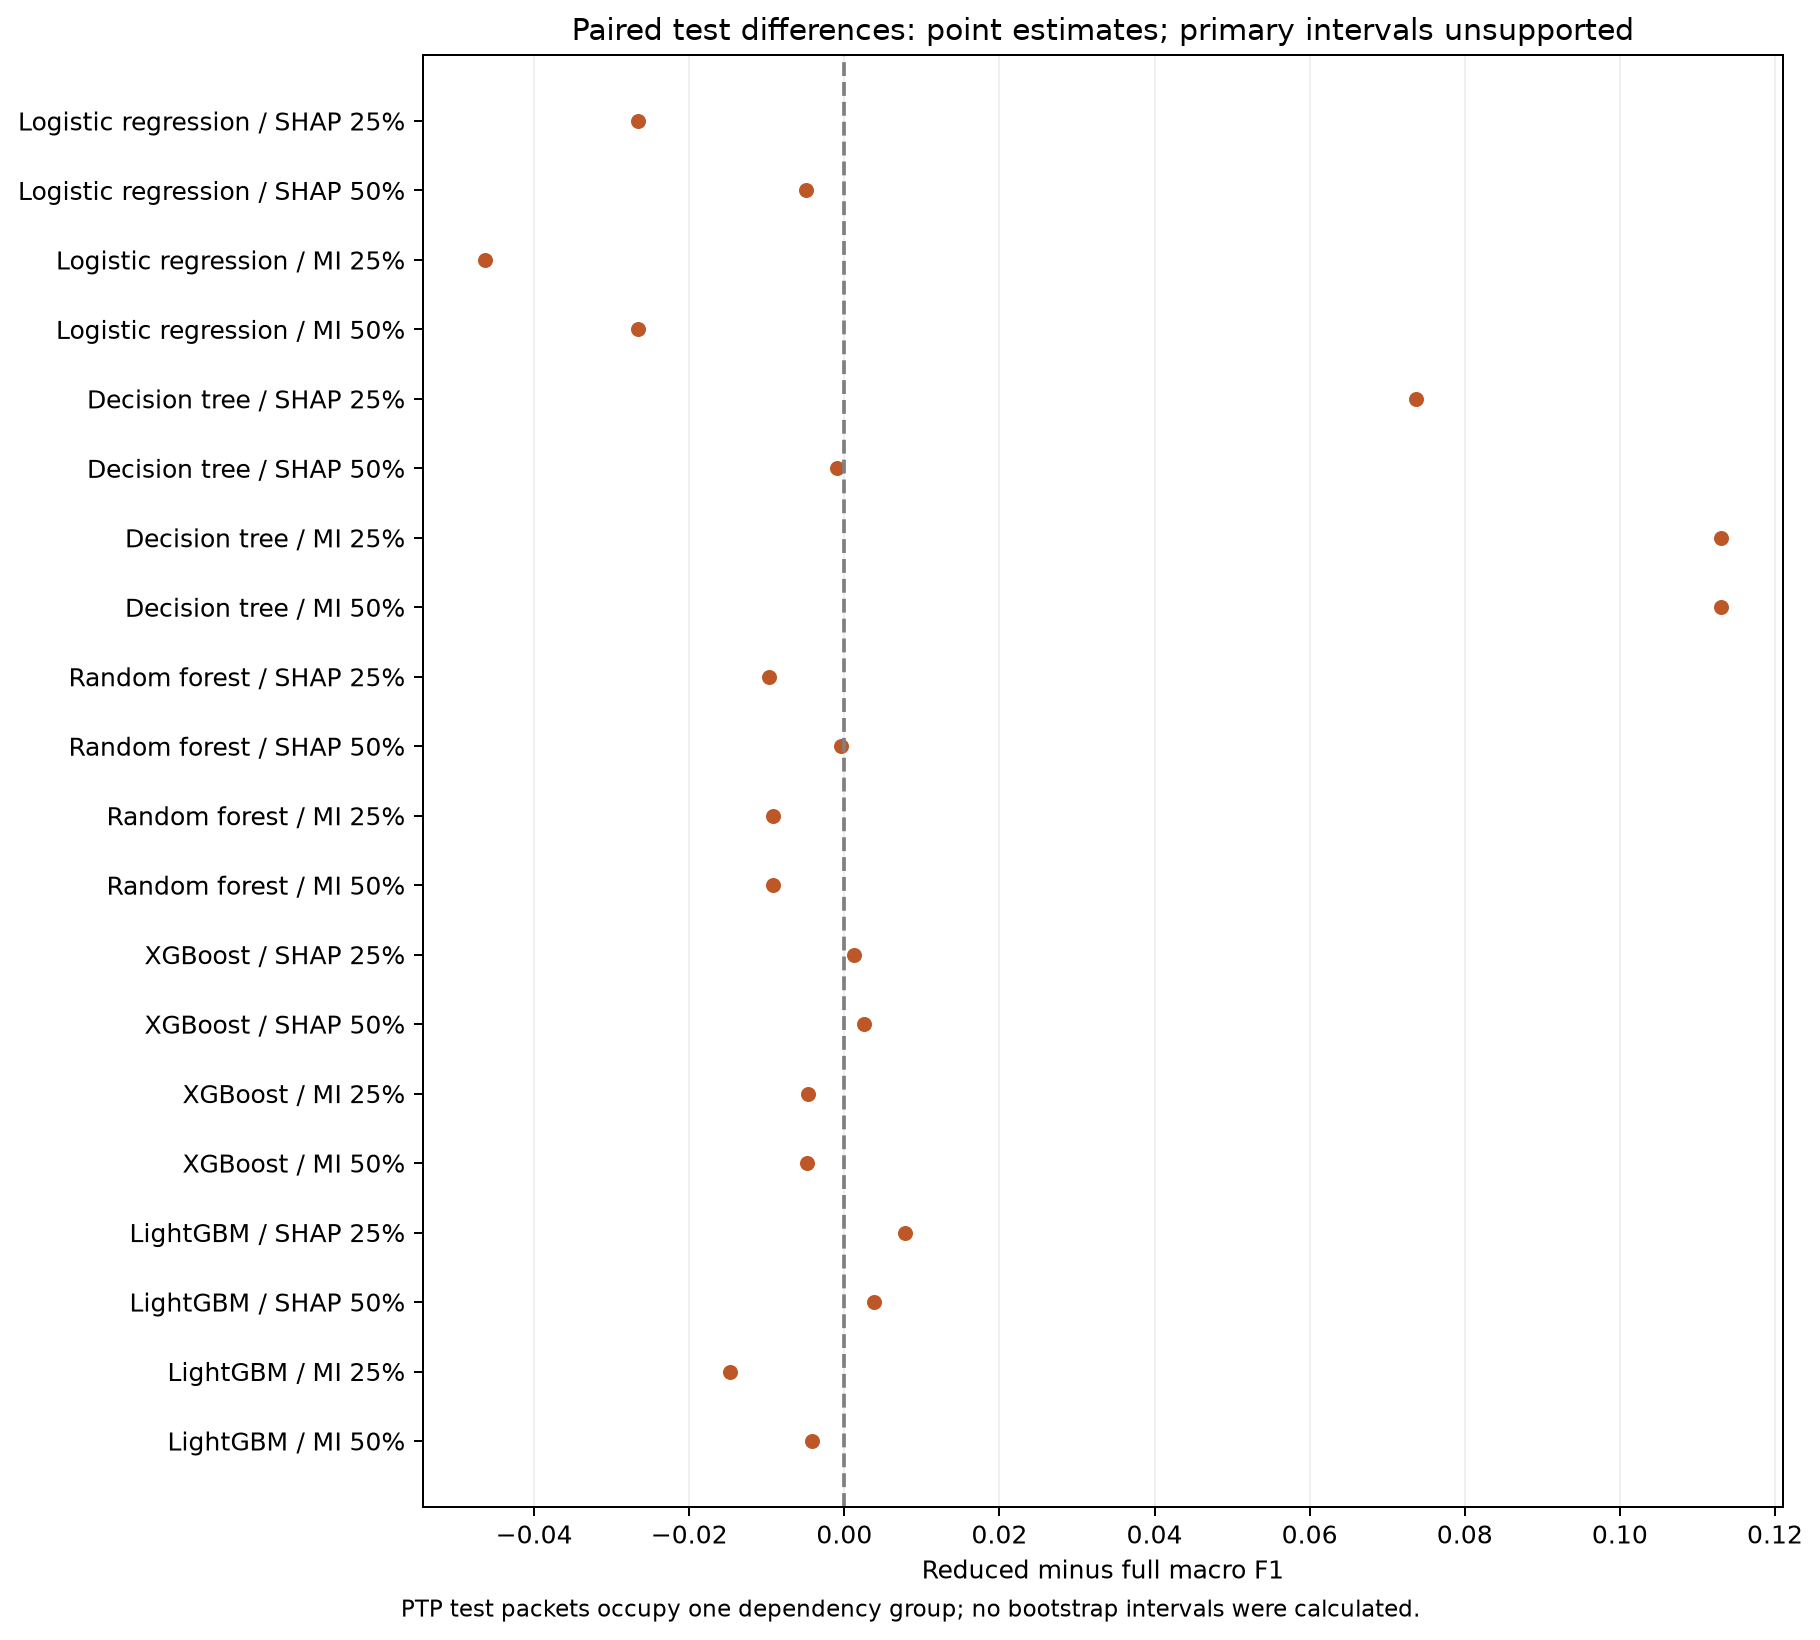 Paired test differences: point estimates; primary intervals unsupported
Logistic regression / SHAP 25%
Logistic regression / SHAP 50%
Logistic regression / MI 25%
Logistic regression / MI 50%
Decision tree / SHAP 25%
Decision tree / SHAP 50%
Decision tree / MI 25%
Decision tree / MI 50%
Random forest / SHAP 25%
Random forest / SHAP 50%
Random forest / MI 25%
Random forest / MI 50%
XGBoost / SHAP 25%
XGBoost / SHAP 50%
XGBoost / MI 25%
XGBoost / MI 50%
LightGBM / SHAP 25%
LightGBM / SHAP 50%
LightGBM / MI 25%
LightGBM / MI 50%
−0.04 −0.02 0.00 0.02 0.04 0.06 0.08 0.10 0.12
Reduced minus full macro F1
PTP test packets occupy one dependency group; no bootstrap intervals were calculated.